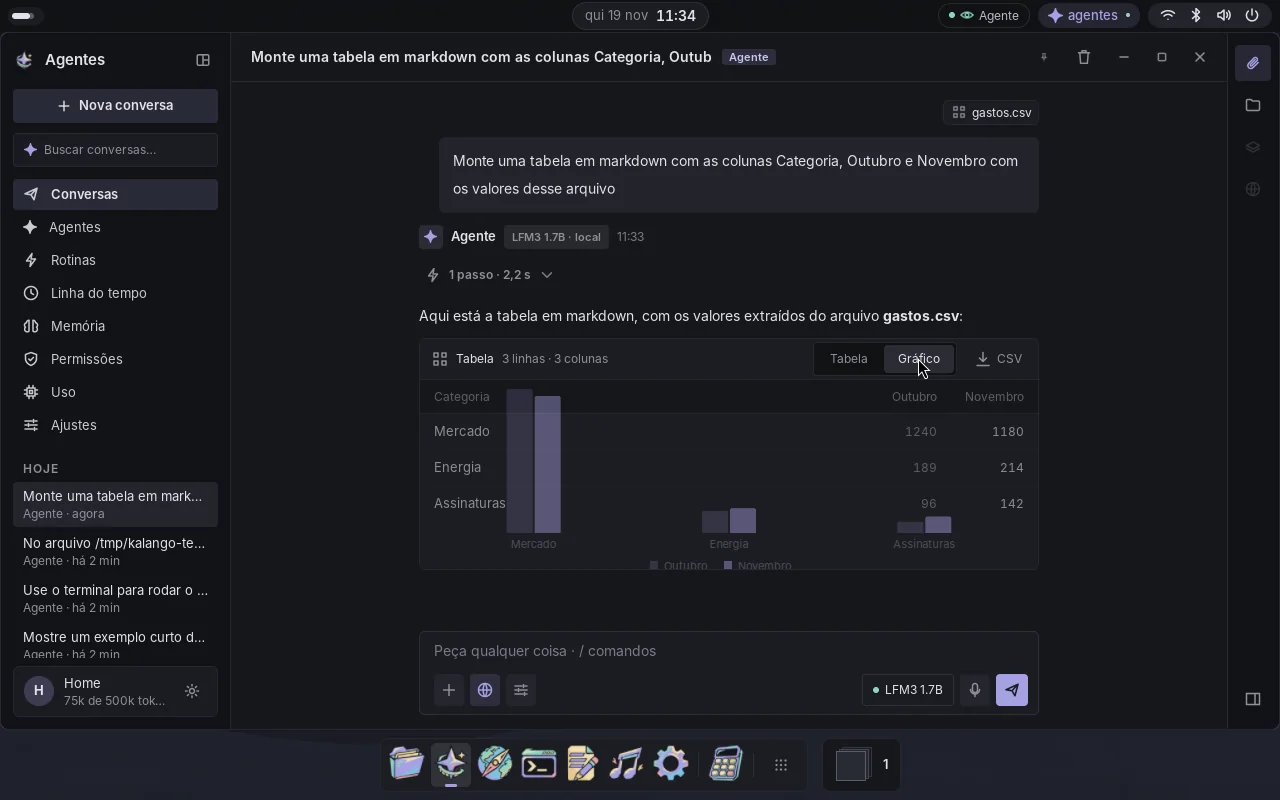 qui 19 nov 11:34
Agente
agentes
Agentes
Nova conversa
Buscar conversas...
Conversas
Agentes
Rotinas
Linha do tempo
Memória
Permissões
Uso
Ajustes
HOJE
Monte uma tabela em mark...
Agente · agora
No arquivo /tmp/kalango-te...
Agente · há 2 min
Use o terminal para rodar o ...
Agente · há 2 min
Mostre um exemplo curto d...
Agente · há 2 min
H
Home
75k de 500k tok...
Monte uma tabela em markdown com as colunas Categoria, Outub
Agente
gastos.csv
Monte uma tabela em markdown com as colunas Categoria, Outubro e Novembro com
os valores desse arquivo
Agente LFM3 1.7B · local 11:33
1 passo · 2,2 s
Aqui está a tabela em markdown, com os valores extraídos do arquivo gastos.csv:
Tabela 3 linhas · 3 colunas
Tabela Gráfico CSV
Categoria Outubro Novembro
Mercado 1240 1180
Energia 189 214
Assinaturas 96 142
Mercado Energia Assinaturas
Outubro Novembro
Peça qualquer coisa · / comandos
LFM3 1.7B
1